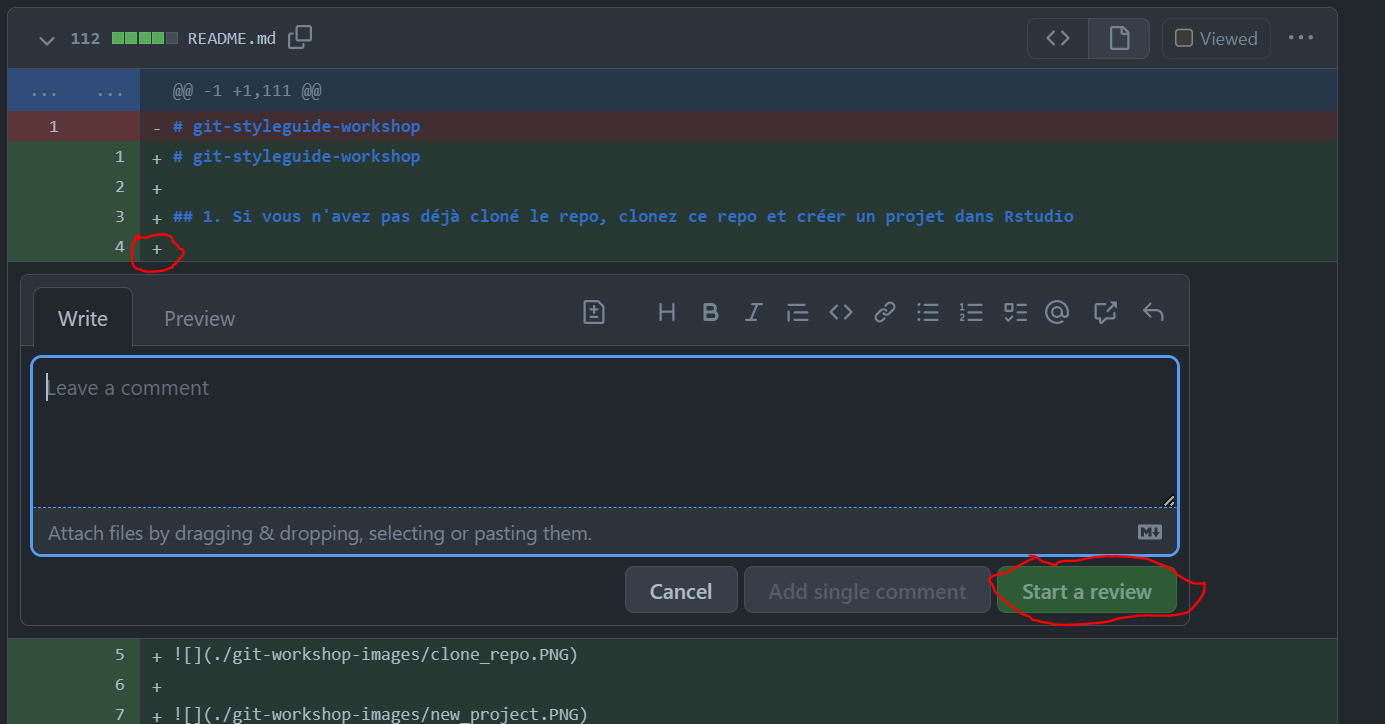 112 README.md Viewed ...
... ... @@ -1 +1,111 @@
1 - # git-styleguide-workshop
1 + # git-styleguide-workshop
2 +
3 + ## 1. Si vous n'avez pas déjà cloné le repo, clonez ce repo et créer un projet dans Rstudio
4 +
Write Preview
Leave a comment
Attach files by dragging & dropping, selecting or pasting them.
Cancel Add single comment Start a review
5 + ![](./git-workshop-images/clone_repo.PNG)
6 +
7 + ![](./git-workshop-images/new_project.PNG)